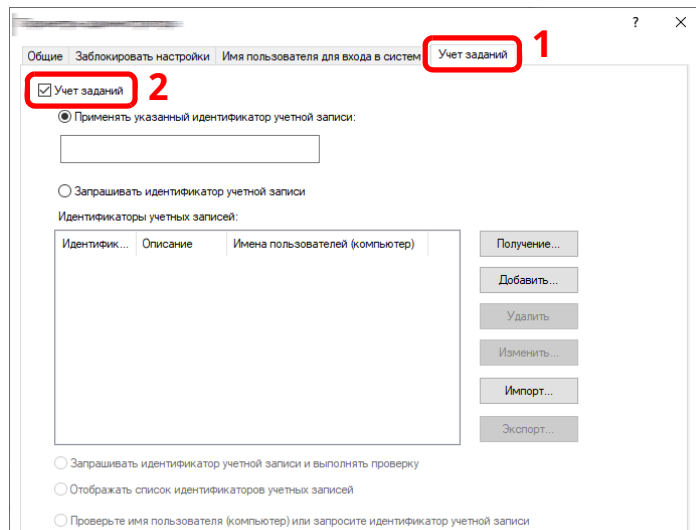 ?
Общие Заблокировать настройки Имя пользователя для входа в систем Учет заданий 1
Учет заданий 2
Применять указанный идентификатор учетной записи:
Запрашивать идентификатор учетной записи
Идентификаторы учетных записей:
Идентифик... Описание Имена пользователей (компьютер)
Получение...
Добавить...
Удалить
Изменить...
Импорт...
Экспорт...
Запрашивать идентификатор учетной записи и выполнять проверку
Отображать список идентификаторов учетных записей
Проверьте имя пользователя (компьютер) или запросите идентификатор учетной записи